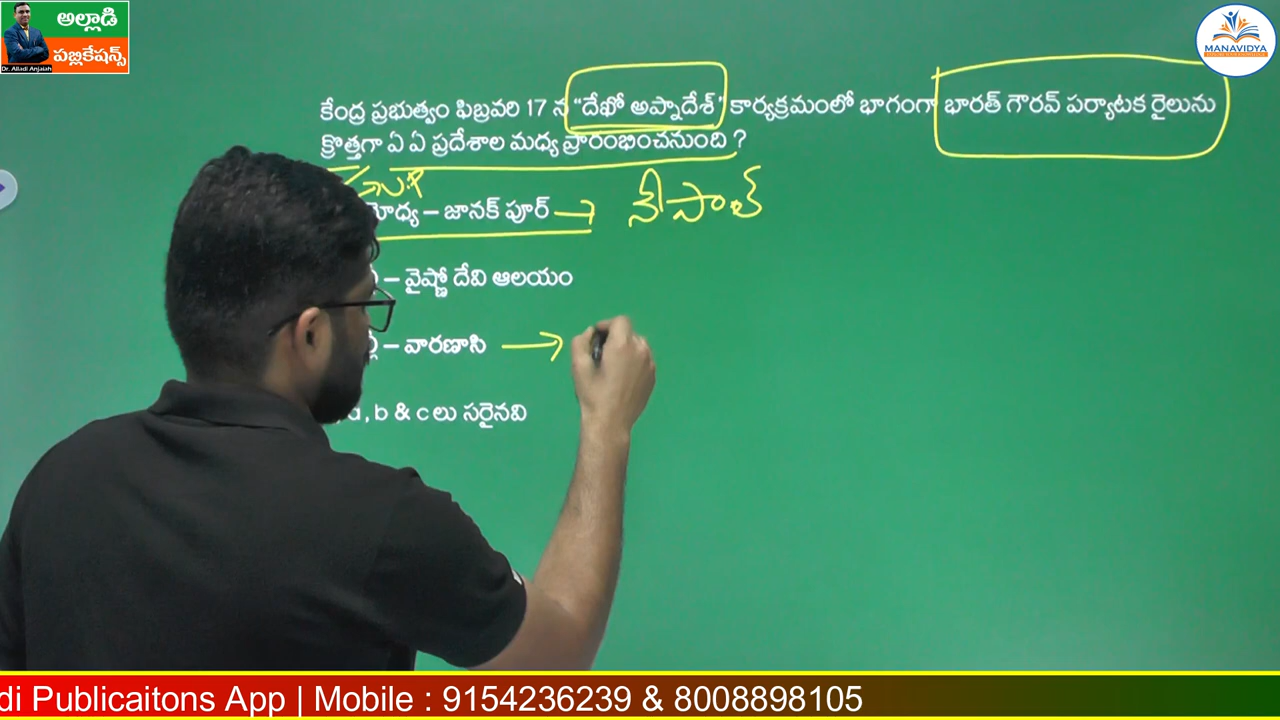 అల్లాడి
పబ్లికేషన్స్
Dr. Alladi Anjaiah
MANAVIDYA
కేంద్ర ప్రభుత్వం ఫిబ్రవరి 17 న “దేఖో అప్నాదేశ్” కార్యక్రమంలో భాగంగా భారత్ గౌరవ్ పర్యాటక రైలును
క్రొత్తగా ఏ ఏ ప్రదేశాల మధ్య ప్రారంభించనుంది ?
– జానక్ పూర్ → నేపాల్
– వైష్ణో దేవి ఆలయం
– వారణాసి →
a, b & c లు సరైనవి
di Publicaitons App | Mobile : 9154236239 & 8008898105